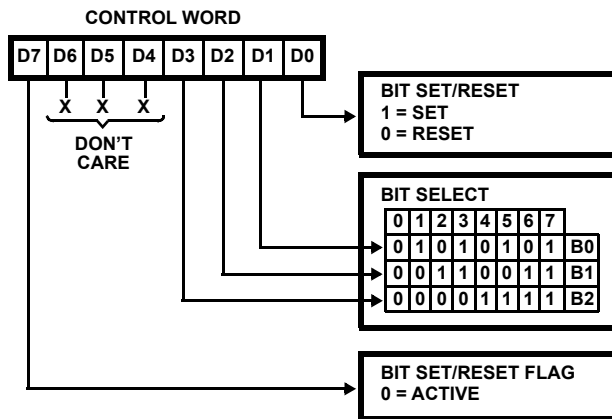 CONTROL WORD
D7 D6 D5 D4 D3 D2 D1 D0
X X X
DON'T
CARE
BIT SET/RESET
1 = SET
0 = RESET
BIT SELECT
0 1 2 3 4 5 6 7
0 1 0 1 0 1 0 1 B0
0 0 1 1 0 0 1 1 B1
0 0 0 0 1 1 1 1 B2
BIT SET/RESET FLAG
0 = ACTIVE